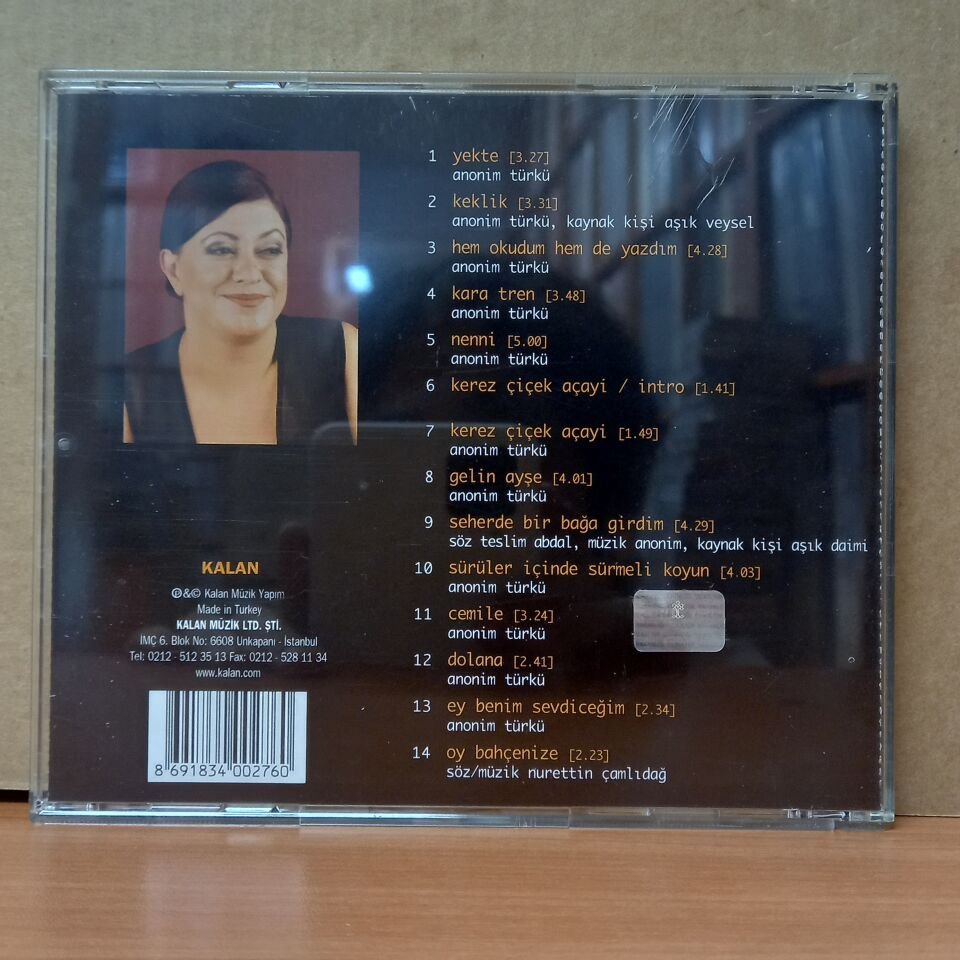 1 yekte [3.27]
anonim türkü
2 keklik [3.31]
anonim türkü, kaynak kişi aşık veysel
3 hem okudum hem de yazdım [4.28]
anonim türkü
4 kara tren [3.48]
anonim türkü
5 nenni [5.00]
anonim türkü
6 kerez çiçek açayi / intro [1.41]
7 kerez çiçek açayi [1.49]
anonim türkü
8 gelin ayşe [4.01]
anonim türkü
9 seherde bir bağa girdim [4.29]
söz teslim abdal, müzik anonim, kaynak kişi aşık daimi
10 sürüler içinde sürmeli koyun [4.03]
anonim türkü
11 cemile [3.24]
anonim türkü
12 dolana [2.41]
anonim türkü
13 ey benim sevdiceğim [2.34]
anonim türkü
14 oy bahçenize [2.23]
söz/müzik nurettin çamlıdağ
KALAN
℗&© Kalan Müzik Yapım
Made in Turkey
KALAN MÜZİK LTD. ŞTİ.
İMÇ 6. Blok No: 6608 Unkapanı - İstanbul
Tel: 0212 - 512 35 13 Fax: 0212 - 528 11 34
www.kalan.com
8 691834 002760